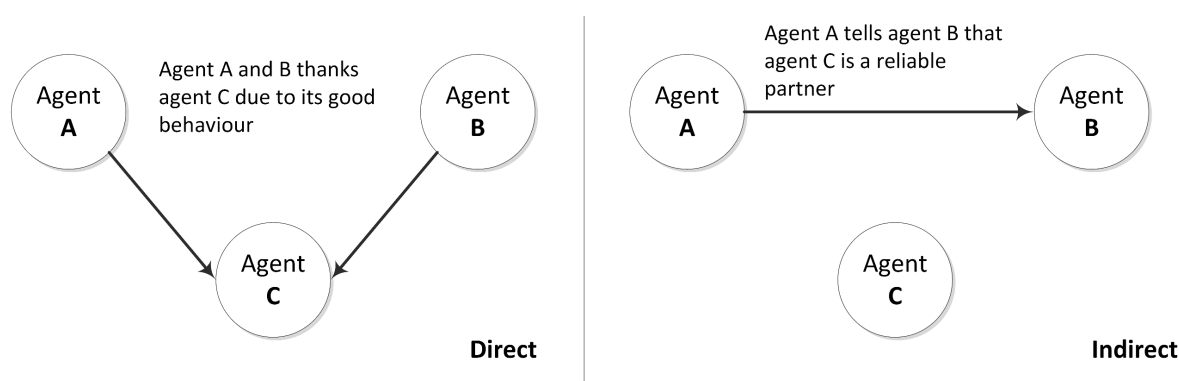 Agent
A
Agent A and B thanks
agent C due to its good
behaviour
Agent
B
Agent
C
Direct
Agent
A
Agent A tells agent B that
agent C is a reliable
partner
Agent
B
Agent
C
Indirect